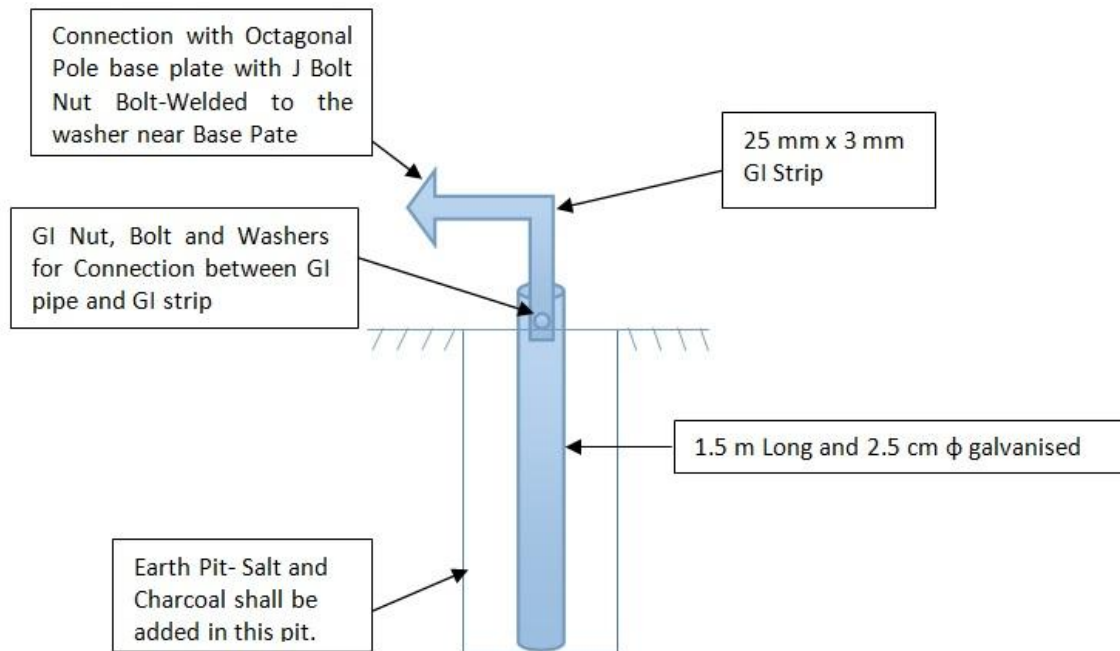 Connection with Octagonal
Pole base plate with J Bolt
Nut Bolt-Welded to the
washer near Base Pate
25 mm x 3 mm
GI Strip
GI Nut, Bolt and Washers
for Connection between GI
pipe and GI strip
1.5 m Long and 2.5 cm ϕ galvanised
Earth Pit- Salt and
Charcoal shall be
added in this pit.